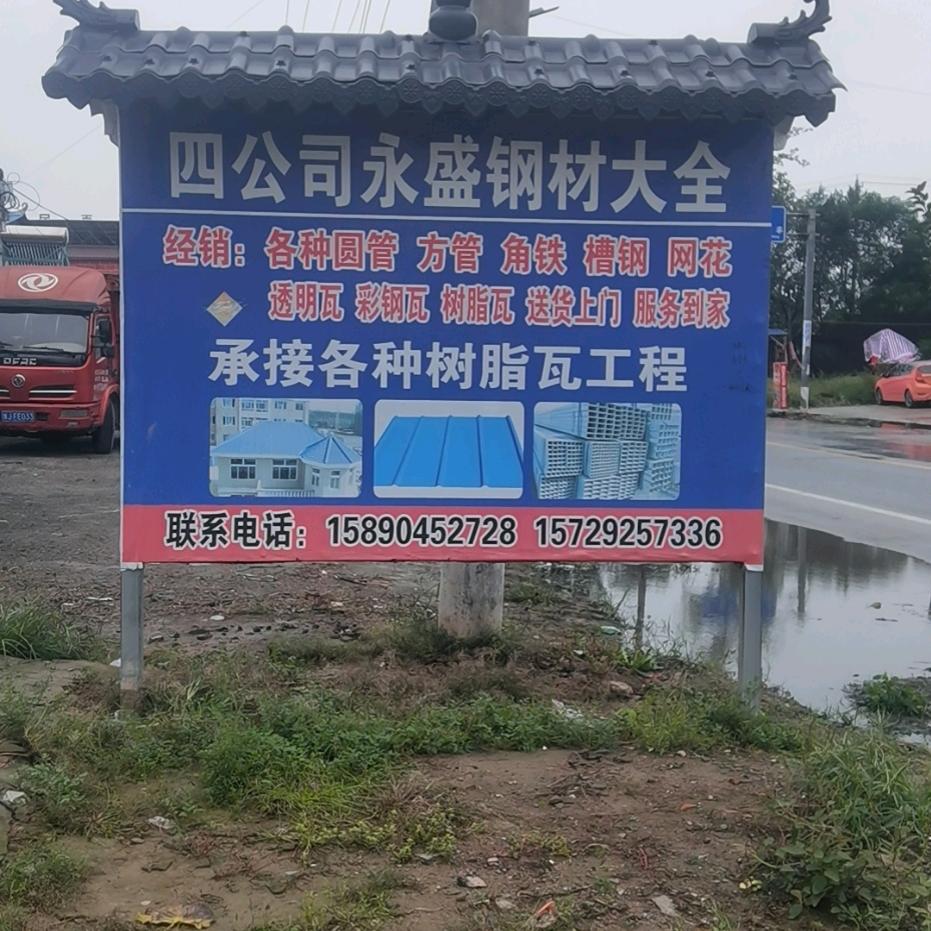 四公司永盛钢材大全
经销：各种圆管 方管 角铁 槽钢 网花
透明瓦 彩钢瓦 树脂瓦 送货上门 服务到家
承接各种树脂瓦工程
联系电话：15890452728 15729257336
DFAC